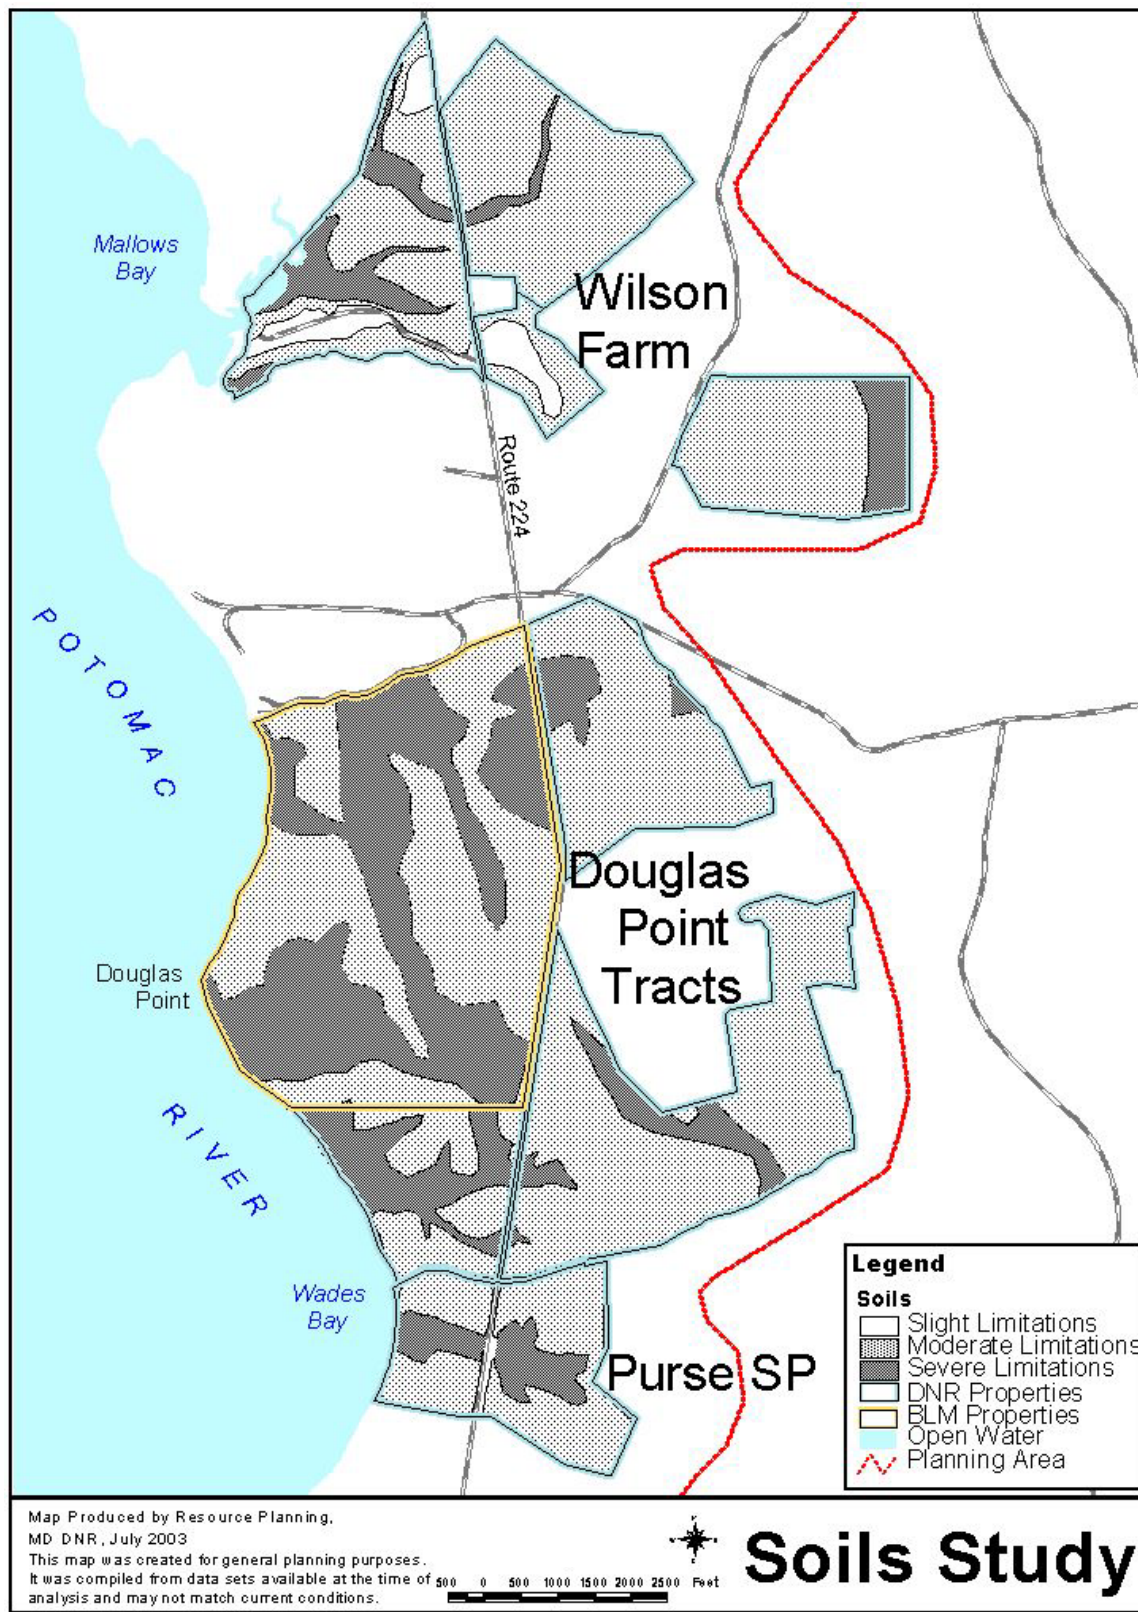 Mallows
Bay
Wilson
Farm
Route 224
POTOMAC
Douglas
Point
Tracts
Douglas
Point
RIVER
Wades
Bay
Purse SP
Legend
Soils
Slight Limitations
Moderate Limitations
Severe Limitations
DNR Properties
BLM Properties
Open Water
Planning Area
Map Produced by Resource Planning,
MD DNR, July 2003
This map was created for general planning purposes.
It was compiled from data sets available at the time of
analysis and may not match current conditions.
500 0 500 1000 1500 2000 2500 Feet
Soils Study